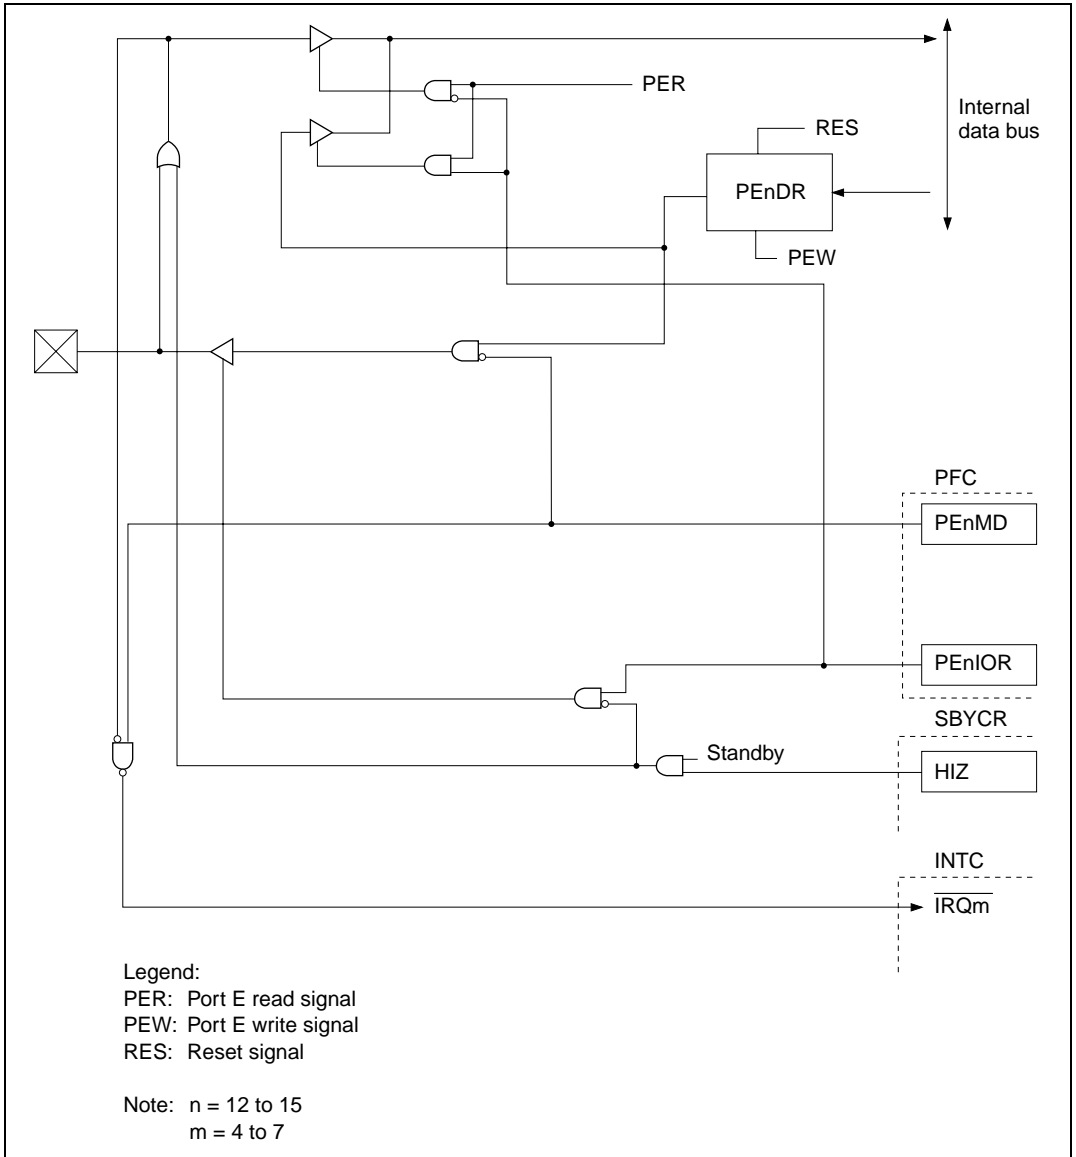 PER
Internal
data bus
RES
PEnDR
PEW
PFC
PEnMD
PEnIOR
SBYCR
Standby
HIZ
INTC
IRQm
Legend:
PER: Port E read signal
PEW: Port E write signal
RES: Reset signal
Note: n = 12 to 15
m = 4 to 7